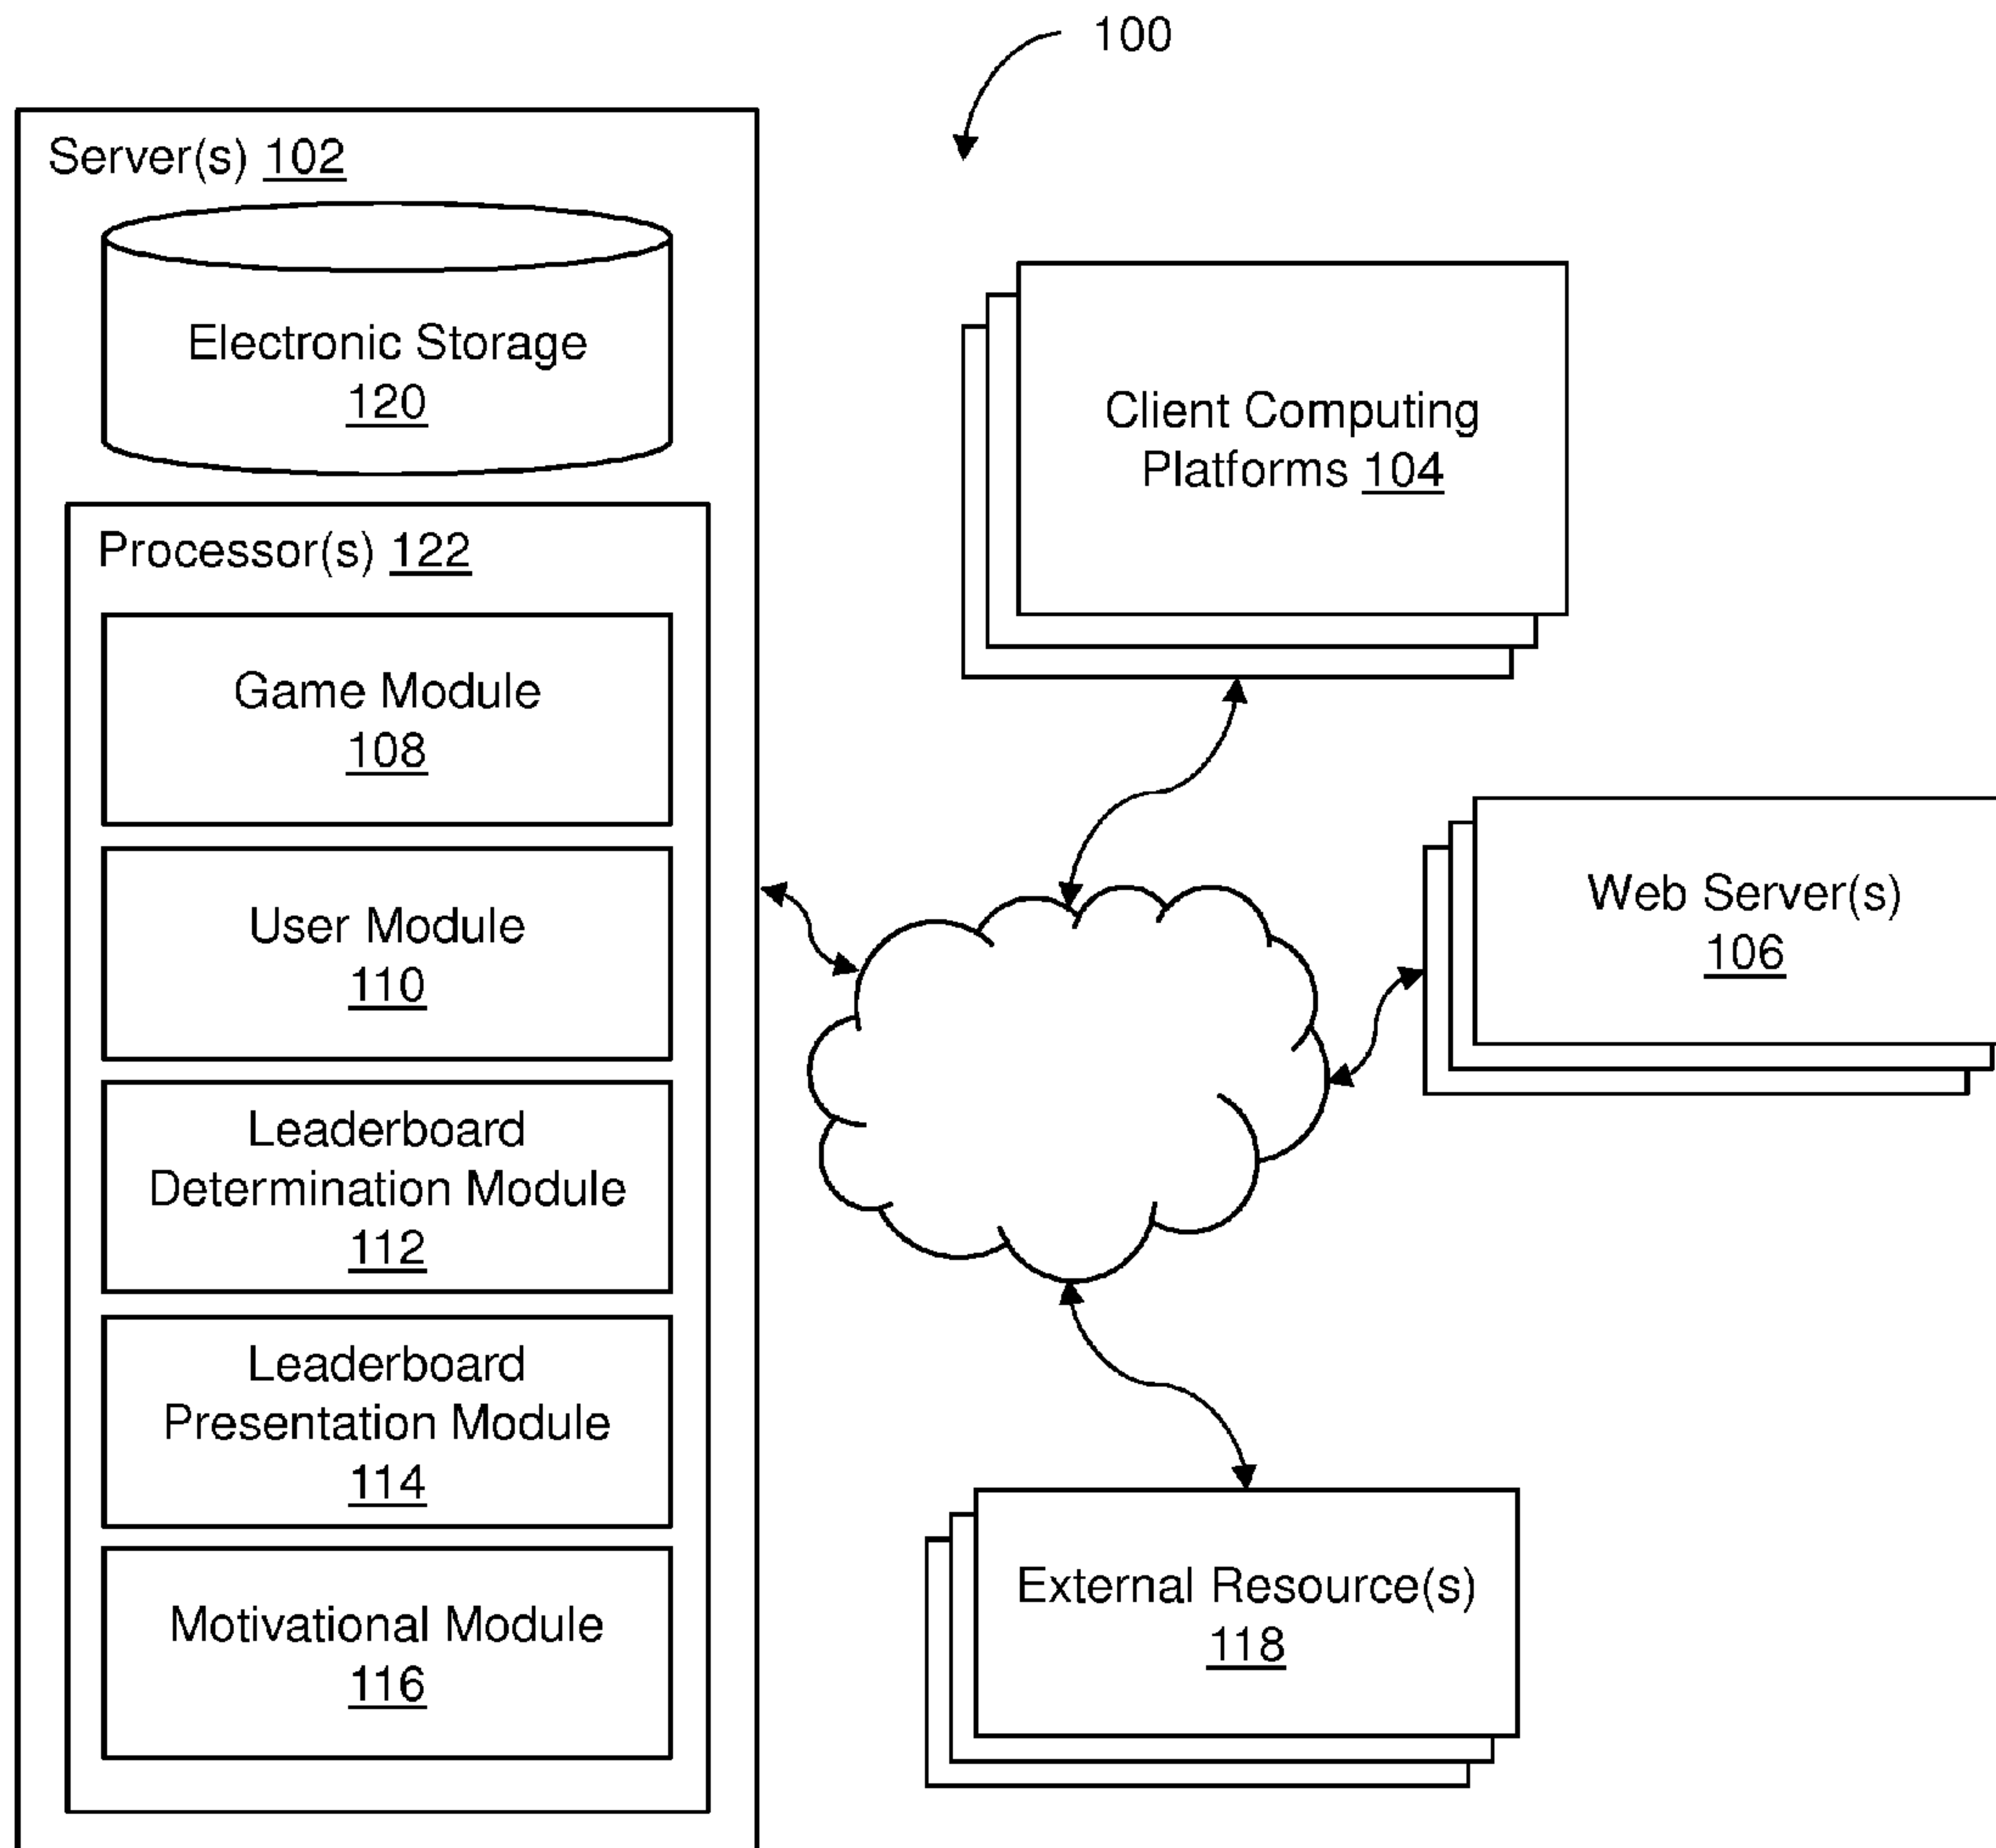 100
Server(s) 102
Electronic Storage
120
Processor(s) 122
Game Module
108
User Module
110
Leaderboard
Determination Module
112
Leaderboard
Presentation Module
114
Motivational Module
116
Client Computing
Platforms 104
Web Server(s)
106
External Resource(s)
118